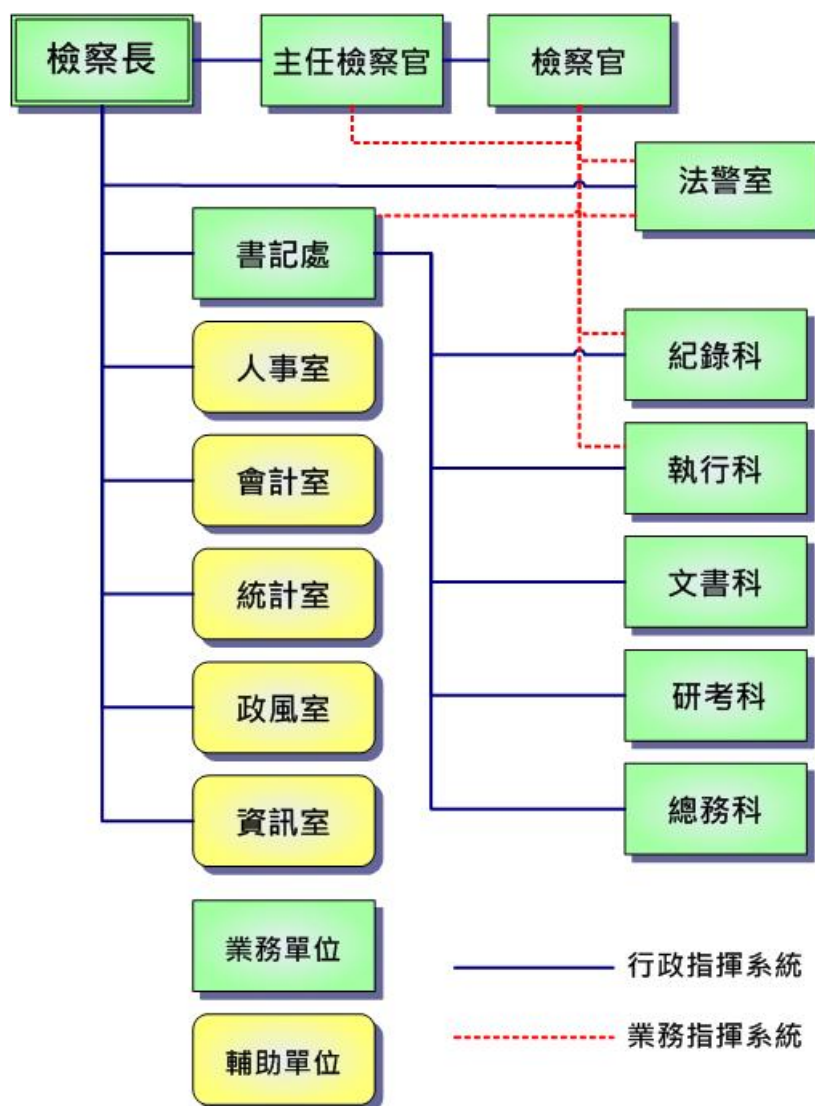 檢察長
主任檢察官
檢察官
法警室
書記處
人事室
會計室
統計室
政風室
資訊室
紀錄科
執行科
文書科
研考科
總務科
業務單位
輔助單位
行政指揮系統
業務指揮系統